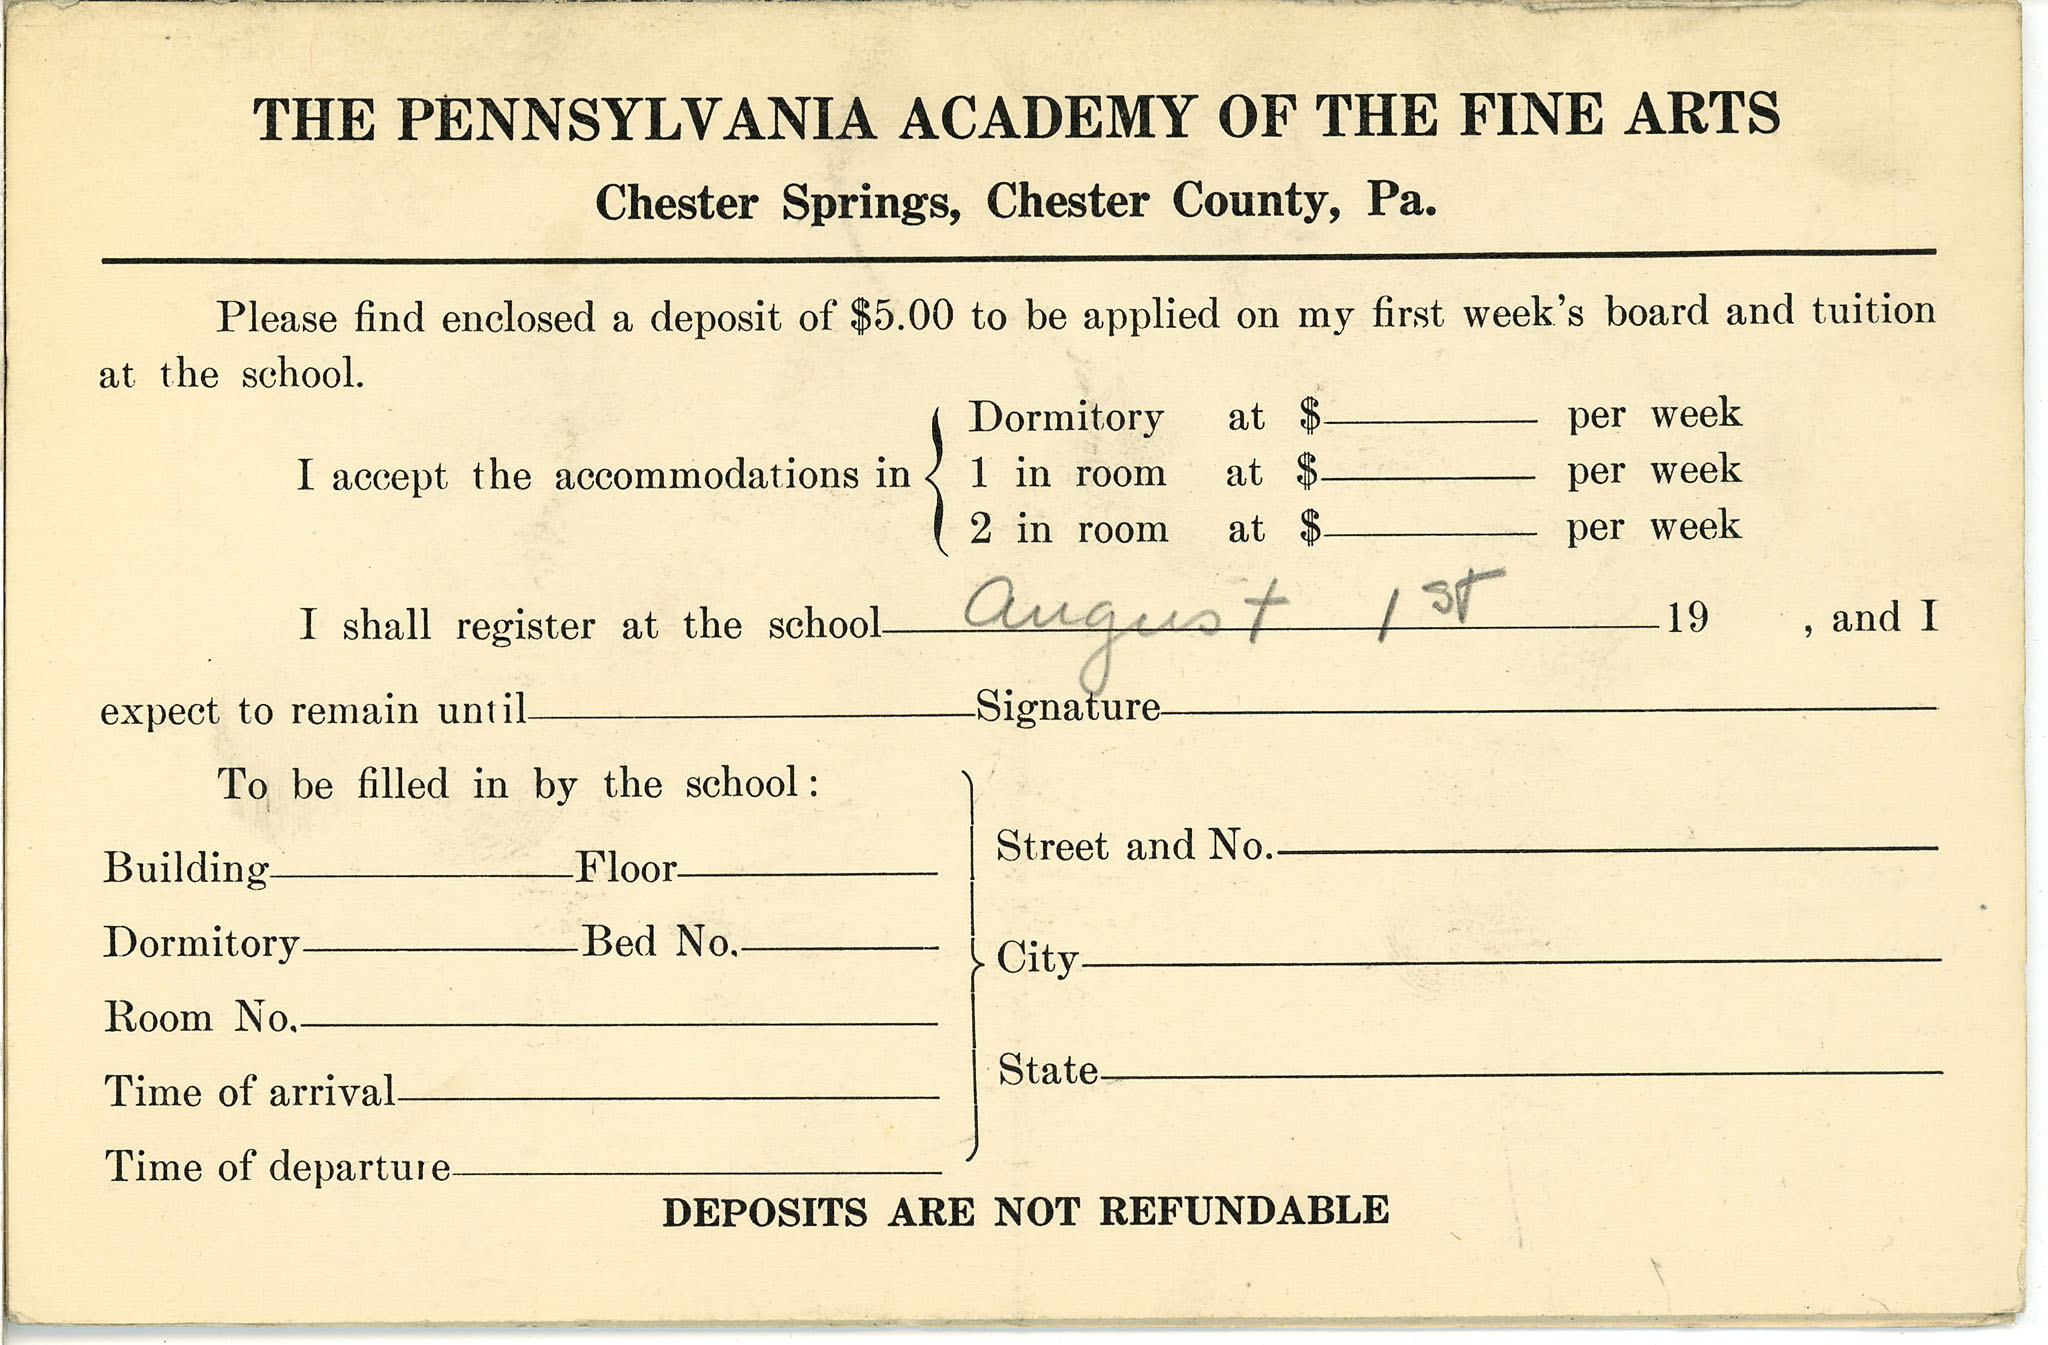 THE PENNSYLVANIA ACADEMY OF THE FINE ARTS
Chester Springs, Chester County, Pa.
Please find enclosed a deposit of $5.00 to be applied on my first week's board and tuition
at the school.
I accept the accommodations in
Dormitory at $ per week
1 in room at $ per week
2 in room at $ per week
I shall register at the school August 1st 19 , and I
expect to remain until Signature
To be filled in by the school:
Building Floor
Dormitory Bed No.
Room No.
Time of arrival
Time of departure
Street and No.
City
State
DEPOSITS ARE NOT REFUNDABLE